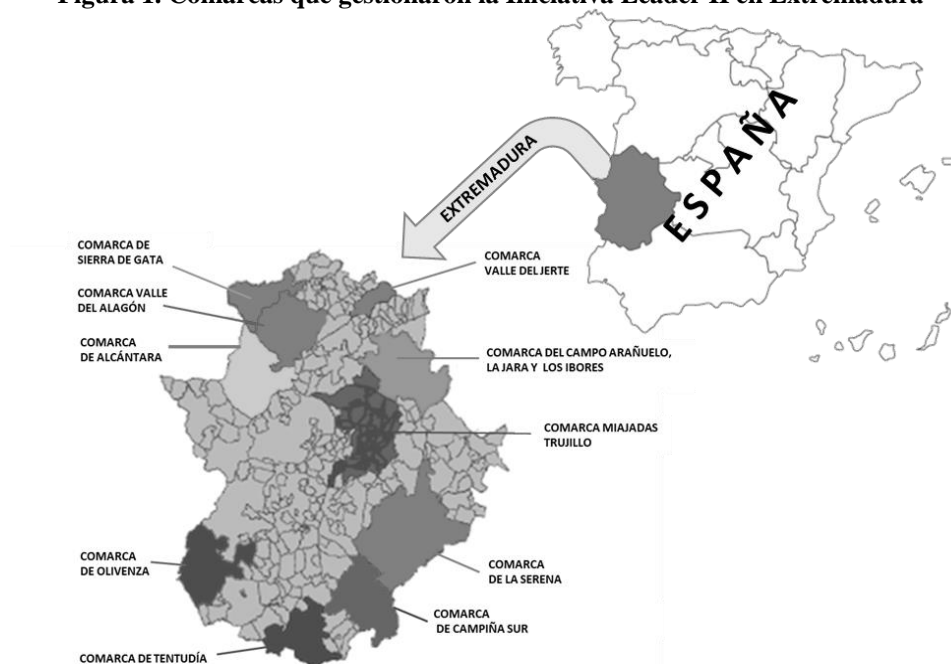 Figura 1. Comarcas que gestionaron la Iniciativa Leader II en Extremadura
ESPAÑA
EXTREMADURA
COMARCA DE
SIERRA DE GATA
COMARCA VALLE
DEL ALAGÓN
COMARCA
DE ALCÁNTARA
COMARCA
VALLE DEL JERTE
COMARCA DEL CAMPO ARAÑUELO,
LA JARA Y LOS IBORES
COMARCA MIAJADAS
TRUJILLO
COMARCA
DE OLIVENZA
COMARCA
DE LA SERENA
COMARCA
DE CAMPIÑA SUR
COMARCA DE TENTUDÍA